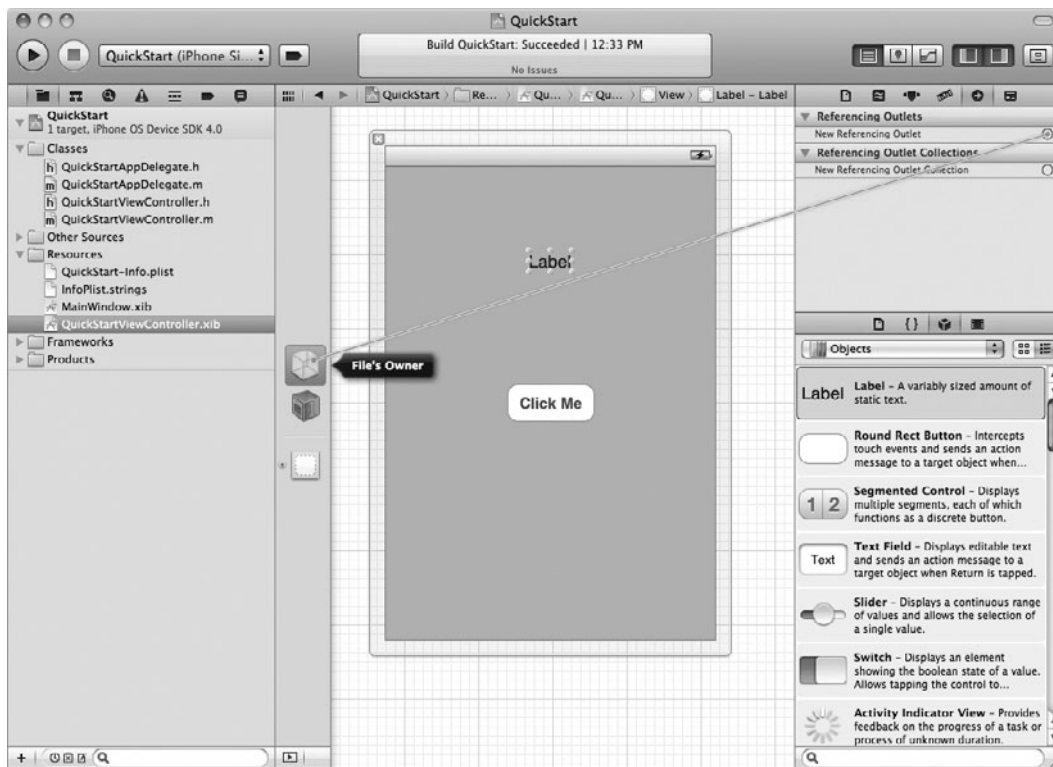 QuickStart
QuickStart (iPhone Si...
Build QuickStart: Succeeded | 12:33 PM
No Issues
QuickStart
1 target, iPhone OS Device SDK 4.0
Classes
h QuickStartAppDelegate.h
m QuickStartAppDelegate.m
h QuickStartViewController.h
m QuickStartViewController.m
Other Sources
Resources
QuickStart-Info.plist
InfoPlist.strings
MainWindow.xib
QuickStartViewController.xib
Frameworks
Products
QuickStart
Re...
Qu...
Qu...
View
Label – Label
Label
File's Owner
Click Me
Referencing Outlets
New Referencing Outlet
Referencing Outlet Collections
New Referencing Outlet Collection
{}
Objects
Label
Label – A variably sized amount of
static text.
Round Rect Button – Intercepts
touch events and sends an action
message to a target object when...
1 2
Segmented Control – Displays
multiple segments, each of which
functions as a discrete button.
Text
Text Field – Displays editable text
and sends an action message to a
target object when Return is tapped.
Slider – Displays a continuous range
of values and allows the selection of
a single value.
Switch – Displays an element
showing the boolean state of a value.
Allows tapping the control to...
Activity Indicator View – Provides
feedback on the progress of a task or
process of unknown duration.